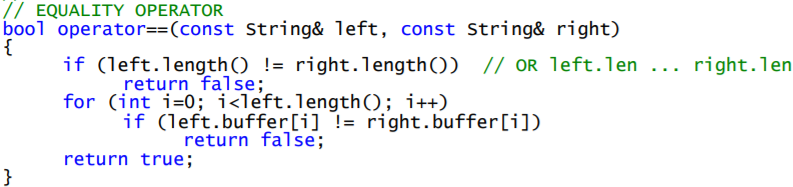 // EQUALITY OPERATOR
bool operator==(const String& left, const String& right)
{
if (left.length() != right.length()) // OR left.len ... right.len
return false;
for (int i=0; i<left.length(); i++)
if (left.buffer[i] != right.buffer[i])
return false;
return true;
}